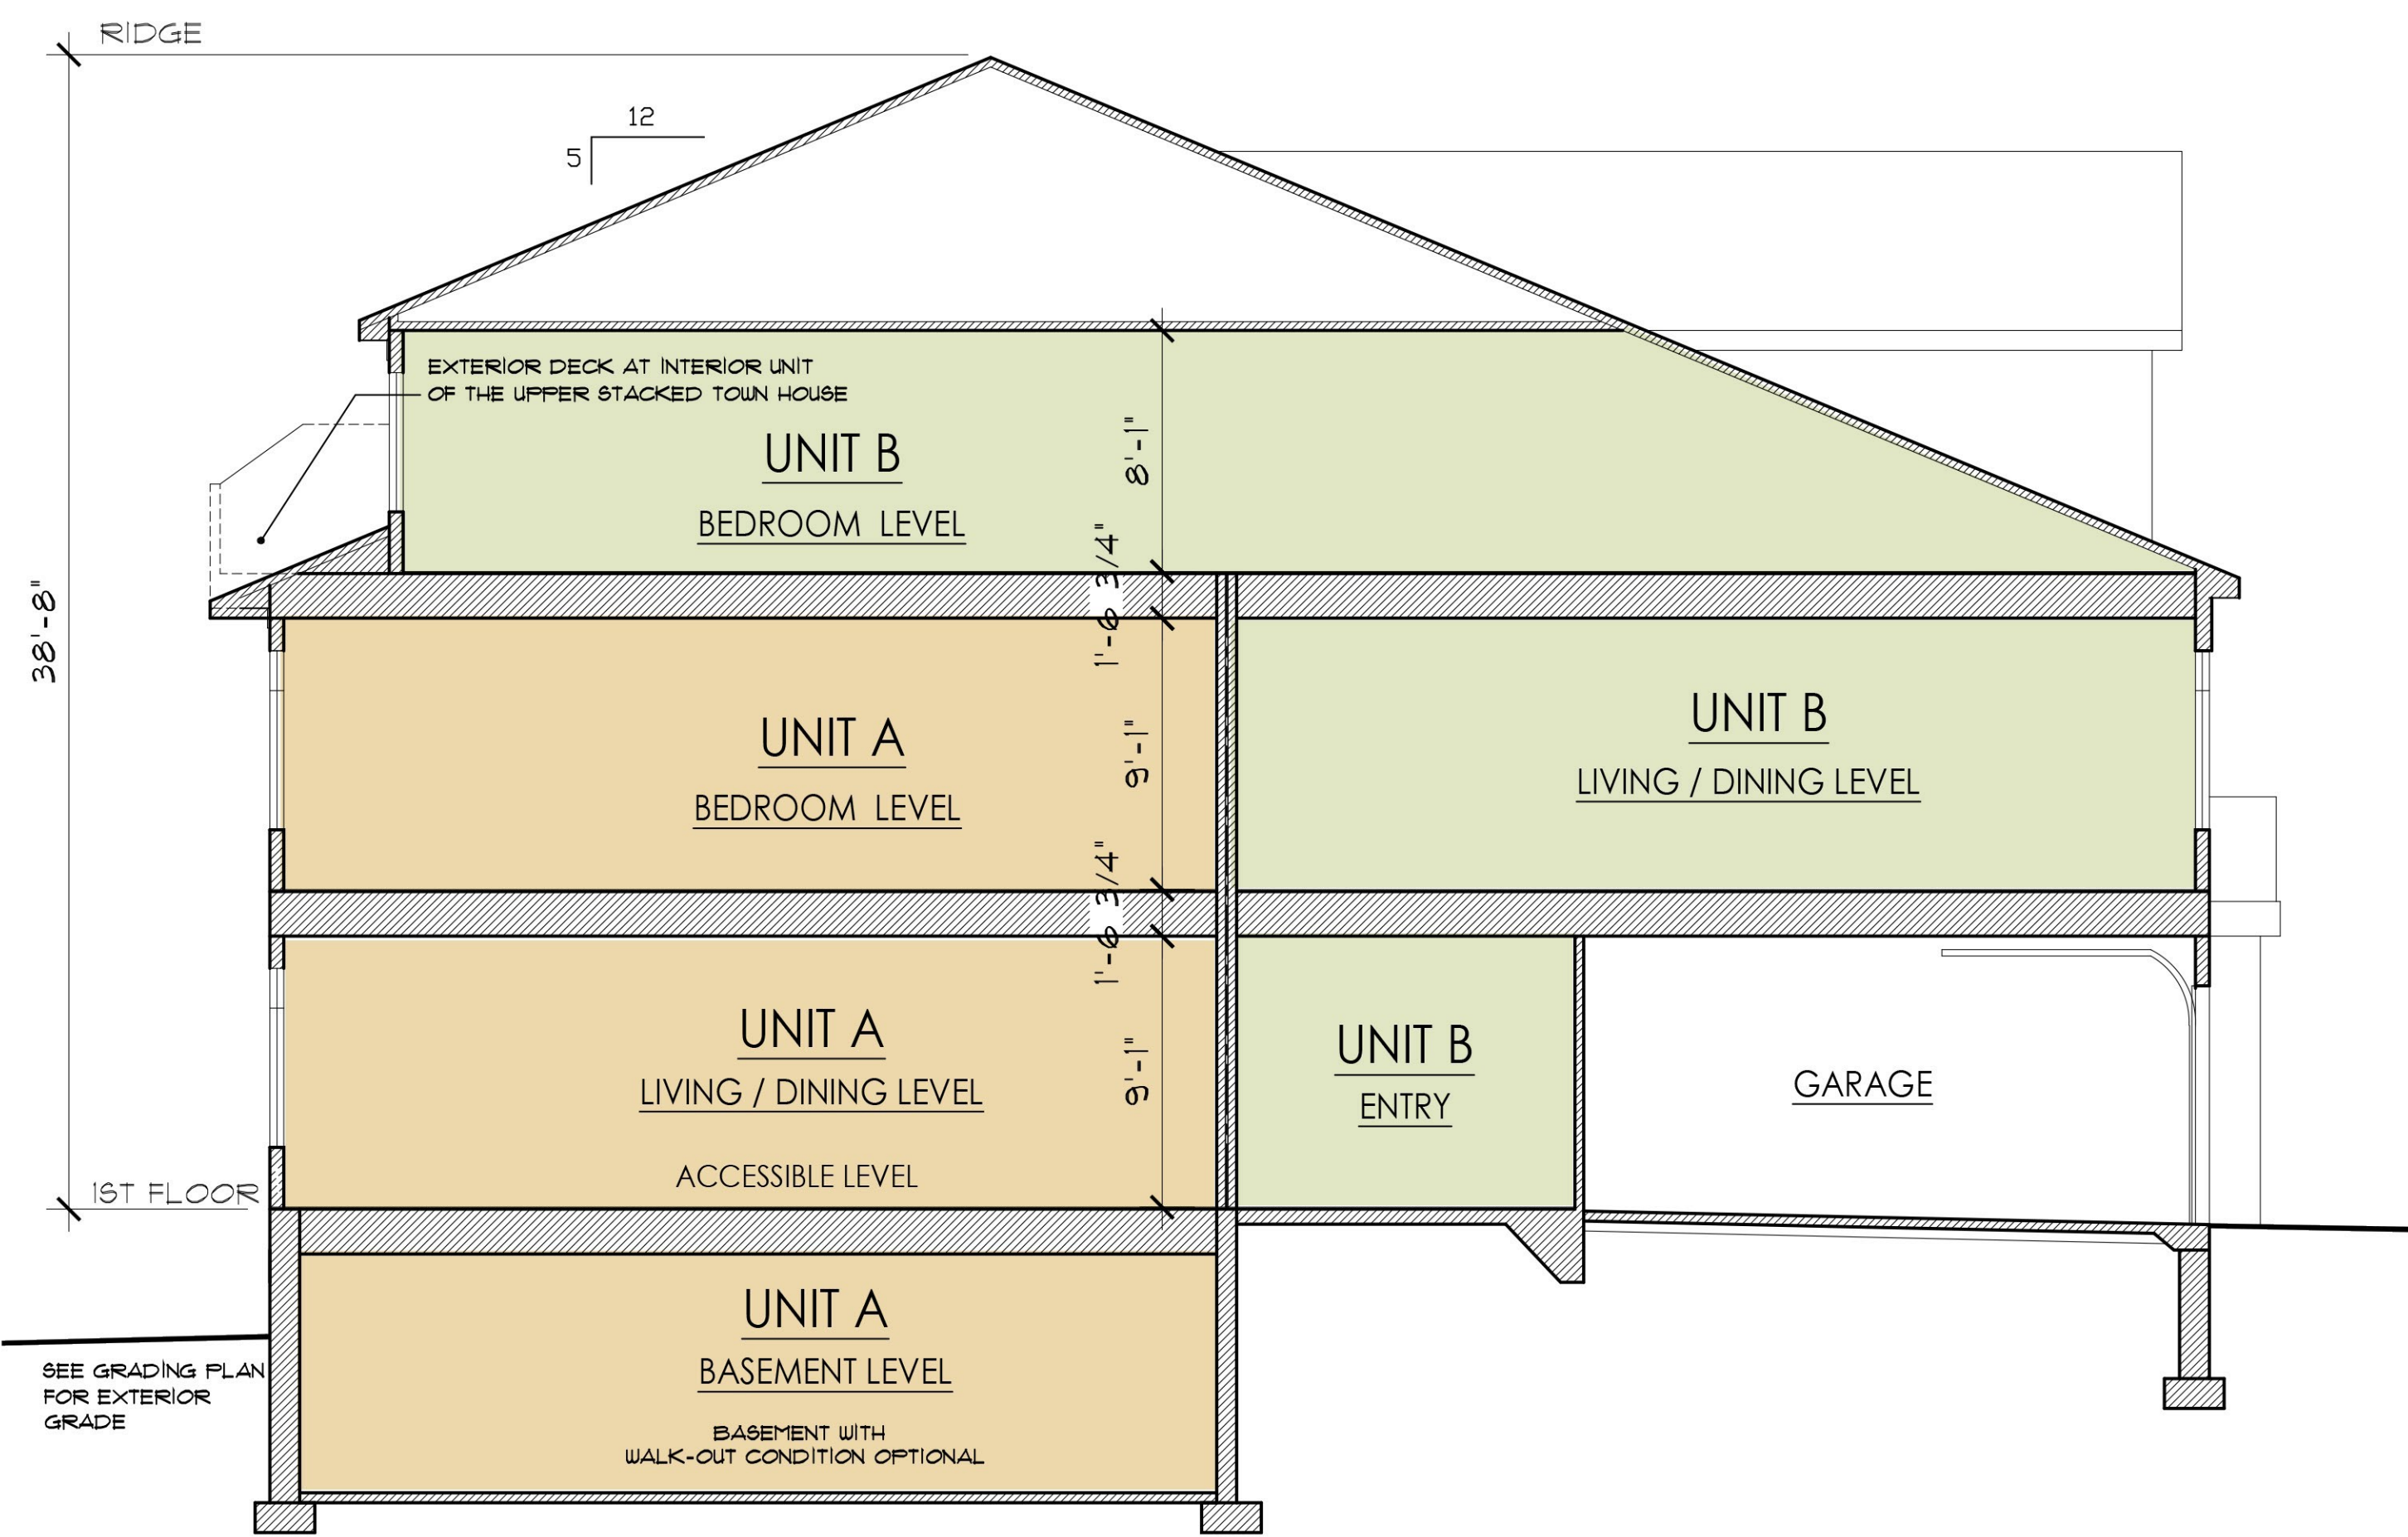 RIDGE
12
5
EXTERIOR DECK AT INTERIOR UNIT
OF THE UPPER STACKED TOWN HOUSE
UNIT B
BEDROOM LEVEL
8'-1"
1'-6 3/4"
38'-8"
UNIT A
BEDROOM LEVEL
9'-1"
UNIT B
LIVING / DINING LEVEL
1'-6 3/4"
UNIT A
LIVING / DINING LEVEL
ACCESSIBLE LEVEL
9'-1"
UNIT B
ENTRY
GARAGE
1ST FLOOR
UNIT A
BASEMENT LEVEL
BASEMENT WITH
WALK-OUT CONDITION OPTIONAL
SEE GRADING PLAN
FOR EXTERIOR
GRADE